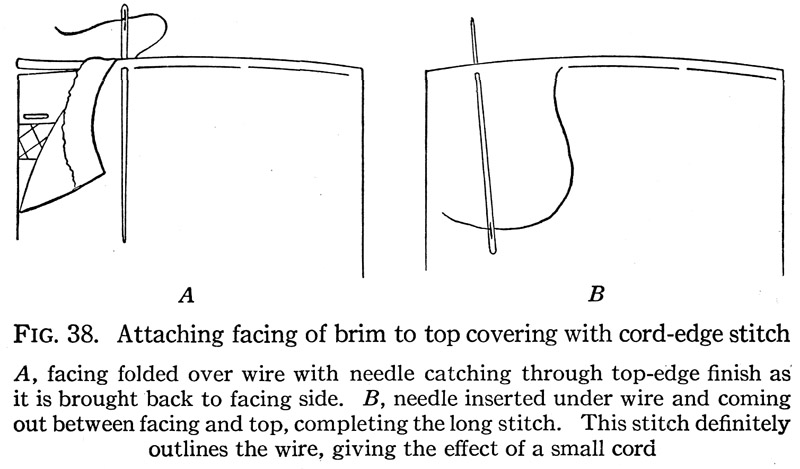 A
B
FIG. 38. Attaching facing of brim to top covering with cord-edge stitch
A, facing folded over wire with needle catching through top-edge finish as
it is brought back to facing side. B, needle inserted under wire and coming
out between facing and top, completing the long stitch. This stitch definitely
outlines the wire, giving the effect of a small cord